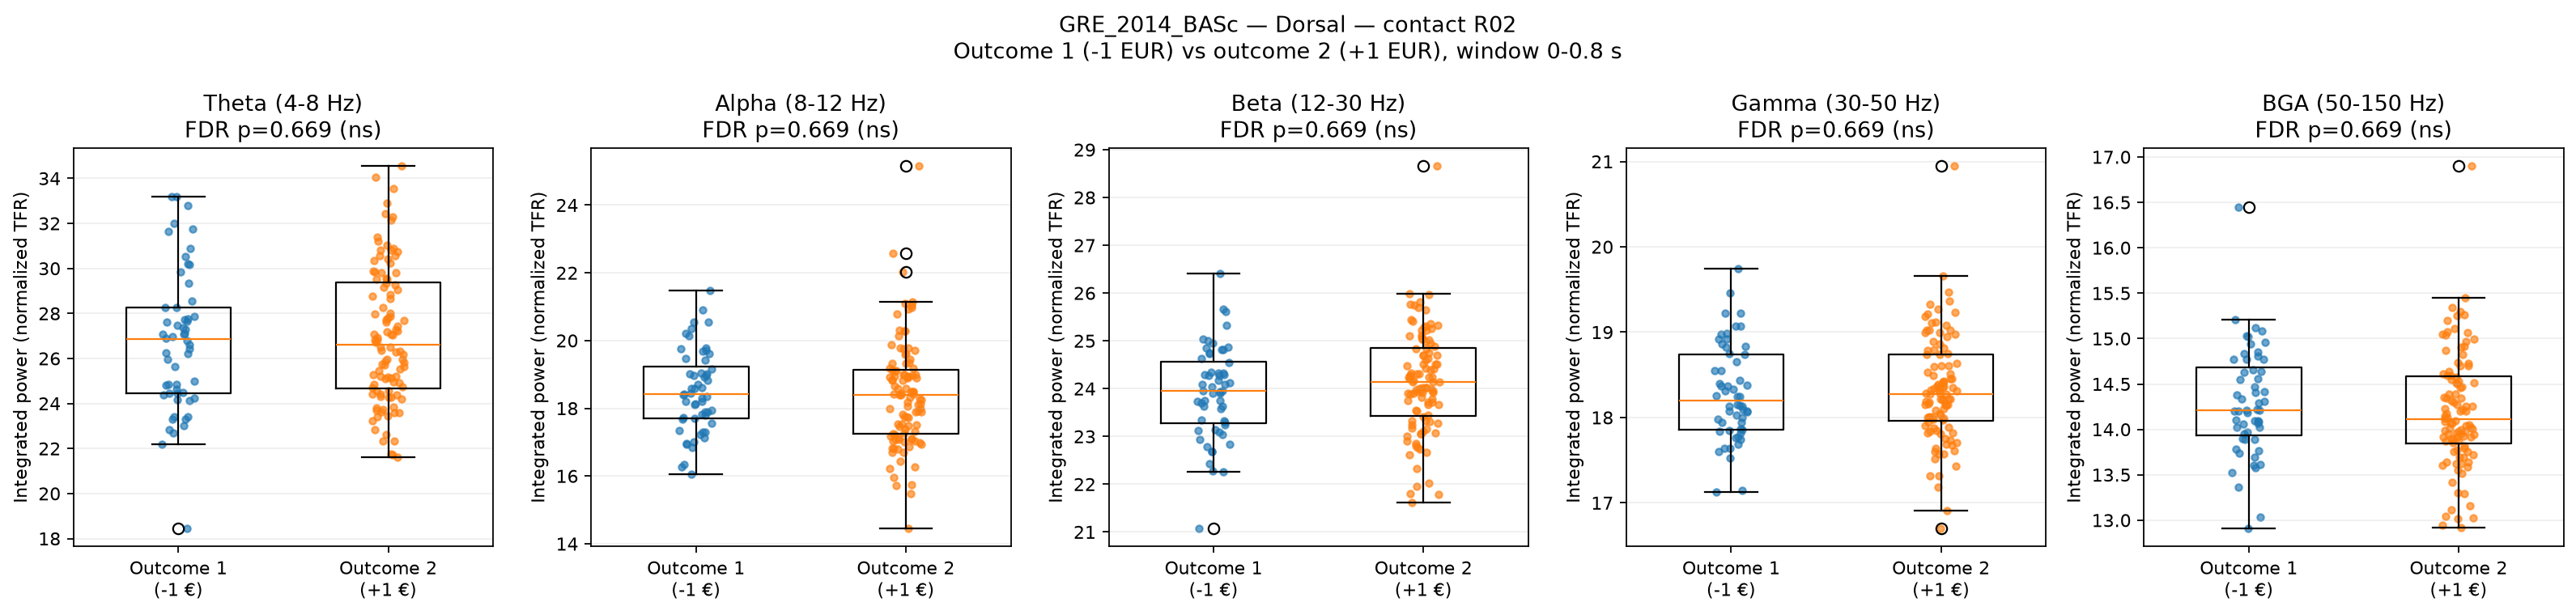 GRE_2014_BASc — Dorsal — contact R02
Outcome 1 (-1 EUR) vs outcome 2 (+1 EUR), window 0-0.8 s
Theta (4-8 Hz)
FDR p=0.669 (ns)
Integrated power (normalized TFR)
34
32
30
28
26
24
22
20
18
Outcome 1
(-1 €)
Outcome 2
(+1 €)
Alpha (8-12 Hz)
FDR p=0.669 (ns)
Integrated power (normalized TFR)
24
22
20
18
16
14
Outcome 1
(-1 €)
Outcome 2
(+1 €)
Beta (12-30 Hz)
FDR p=0.669 (ns)
Integrated power (normalized TFR)
29
28
27
26
25
24
23
22
21
Outcome 1
(-1 €)
Outcome 2
(+1 €)
Gamma (30-50 Hz)
FDR p=0.669 (ns)
Integrated power (normalized TFR)
21
20
19
18
17
Outcome 1
(-1 €)
Outcome 2
(+1 €)
BGA (50-150 Hz)
FDR p=0.669 (ns)
Integrated power (normalized TFR)
17.0
16.5
16.0
15.5
15.0
14.5
14.0
13.5
13.0
Outcome 1
(-1 €)
Outcome 2
(+1 €)